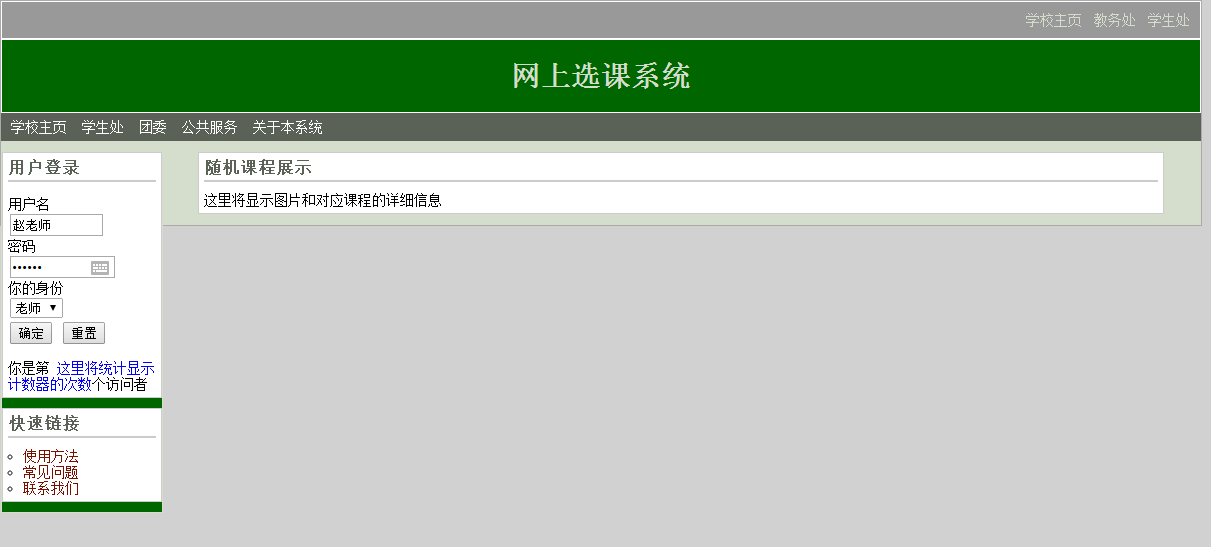 学校主页 教务处 学生处
网上选课系统
学校主页 学生处 团委 公共服务 关于本系统
用户登录
用户名
赵老师
密码
••••••
你的身份
老师
确定 重置
你是第 这里将统计显示
计数器的次数个访问者
快速链接
使用方法
常见问题
联系我们
随机课程展示
这里将显示图片和对应课程的详细信息